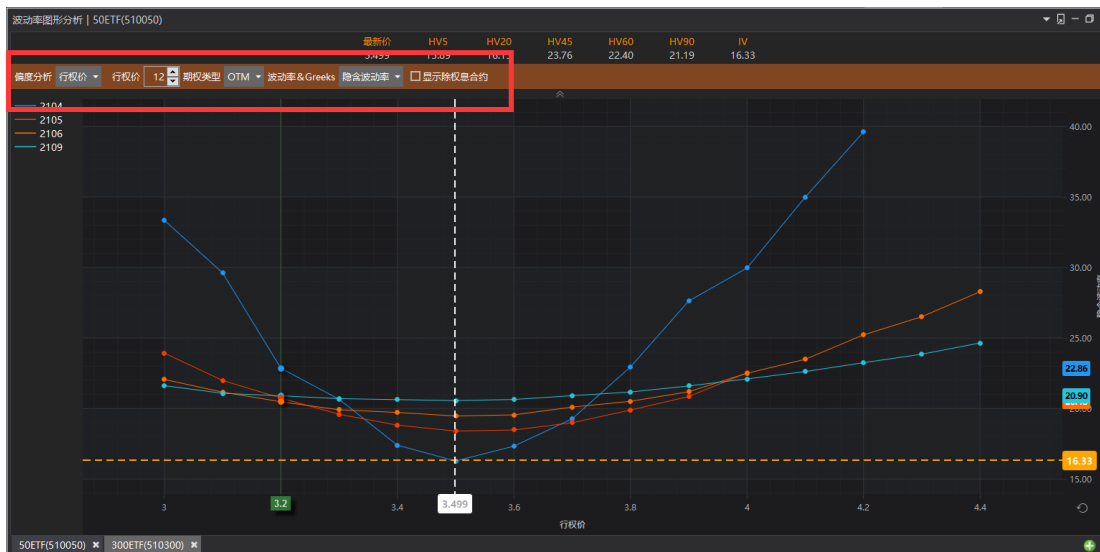 波动率图形分析 | 50ETF(510050)
最新价 HV5 HV20 HV45 HV60 HV90 IV
3.499 23.76 22.40 21.19 16.33
偏度分析 行权价 行权价 12 期权类型 OTM 波动率&Greeks 隐含波动率 显示除权息合约
2104
2105
2106
2109
40.00
35.00
30.00
25.00
22.86
20.90
20.00
16.33
15.00
3 3.2 3.4 3.499 3.6 3.8 4 4.2 4.4
行权价
50ETF(510050) 300ETF(510300)